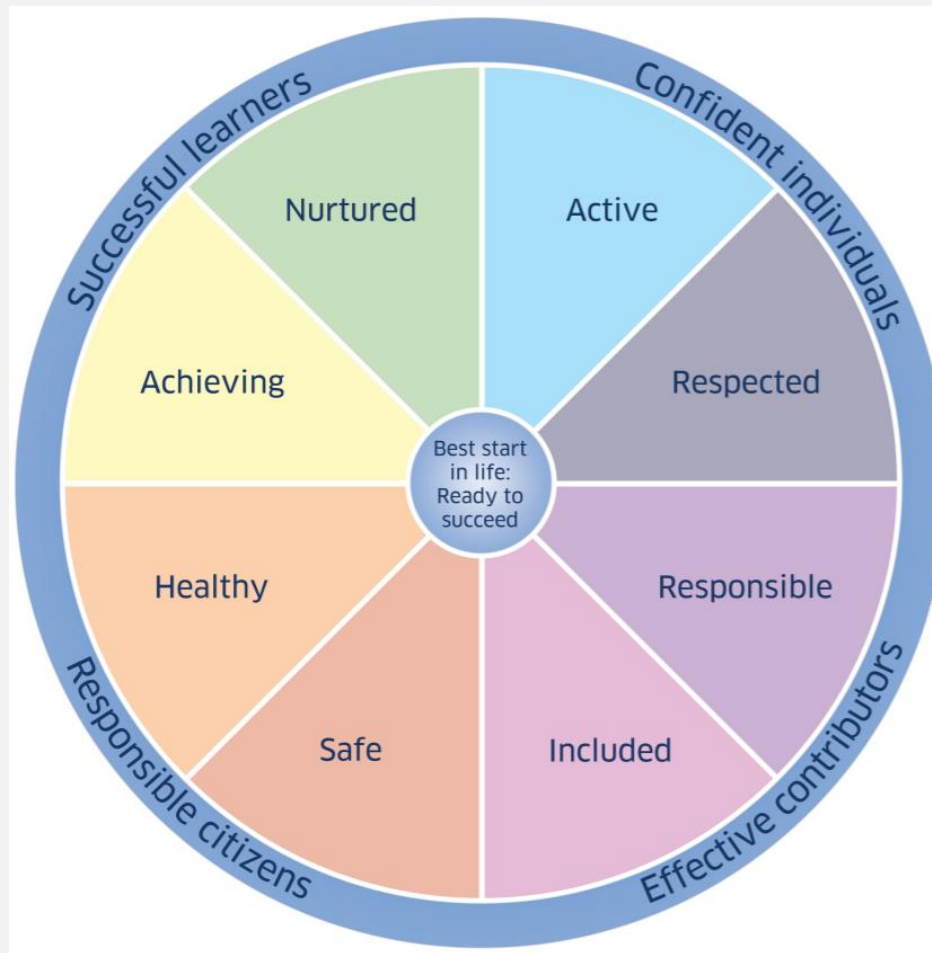 Successful learners
Confident individuals
Nurtured
Active
Achieving
Respected
Best start
in life:
Ready to
succeed
Healthy
Responsible
Safe
Included
Responsible citizens
Effective contributors